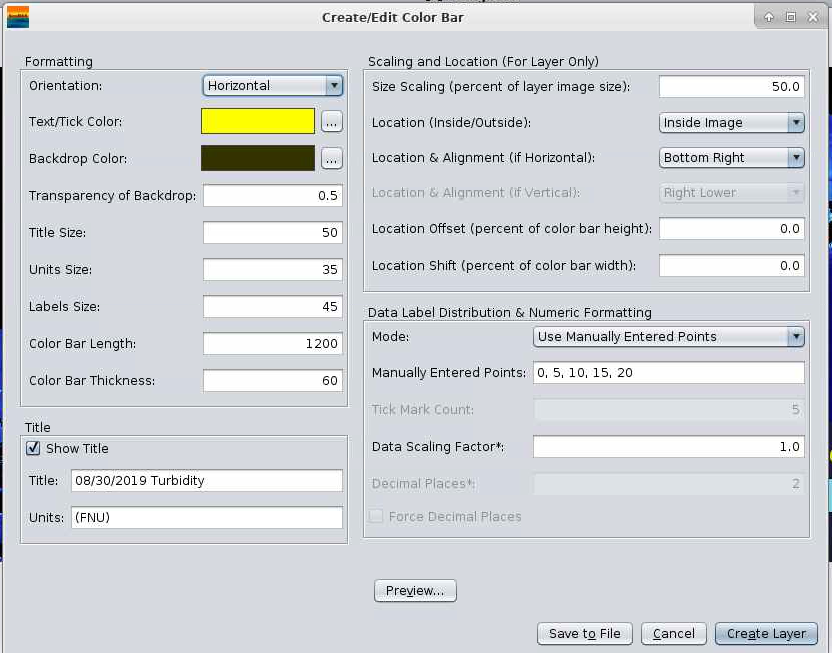 Create/Edit Color Bar
Formatting
Orientation: Horizontal
Text/Tick Color: ...
Backdrop Color: ...
Transparency of Backdrop: 0.5
Title Size: 50
Units Size: 35
Labels Size: 45
Color Bar Length: 1200
Color Bar Thickness: 60
Title
Show Title
Title: 08/30/2019 Turbidity
Units: (FNU)
Scaling and Location (For Layer Only)
Size Scaling (percent of layer image size): 50.0
Location (Inside/Outside): Inside Image
Location & Alignment (if Horizontal): Bottom Right
Location & Alignment (If Vertical): Right Lower
Location Offset (percent of color bar height): 0.0
Location Shift (percent of color bar width): 0.0
Data Label Distribution & Numeric Formatting
Mode: Use Manually Entered Points
Manually Entered Points: 0, 5, 10, 15, 20
Tick Mark Count: 5
Data Scaling Factor*: 1.0
Decimal Places*: 2
Force Decimal Places
Preview...
Save to File Cancel Create Layer